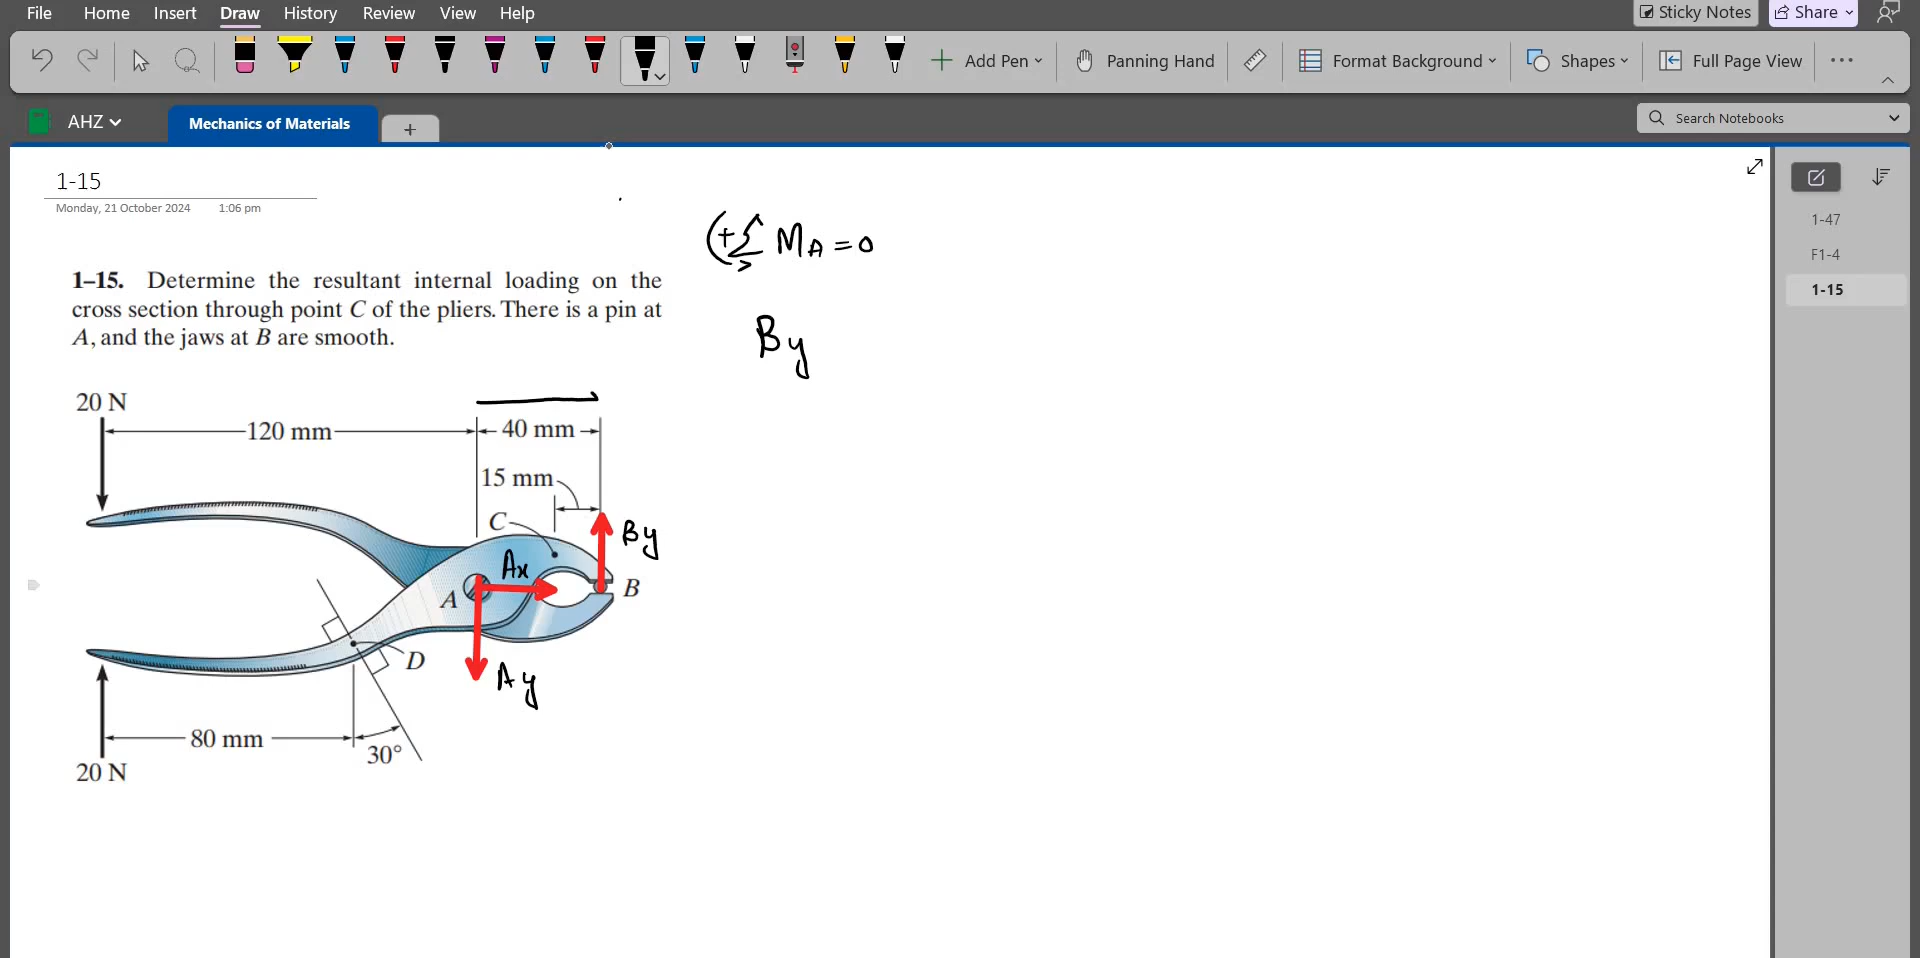 File Home Insert Draw History Review View Help
Sticky Notes Share
Add Pen Panning Hand Format Background Shapes Full Page View
AHZ Mechanics of Materials +
Search Notebooks
1-15
Monday, 21 October 2024 1:06 pm
1-47
F1-4
1-15
(+Σ MA = 0
By
1–15. Determine the resultant internal loading on the
cross section through point C of the pliers. There is a pin at
A, and the jaws at B are smooth.
20 N
120 mm
40 mm
15 mm
C
By
Ax
A
B
D
Ay
80 mm
30°
20 N